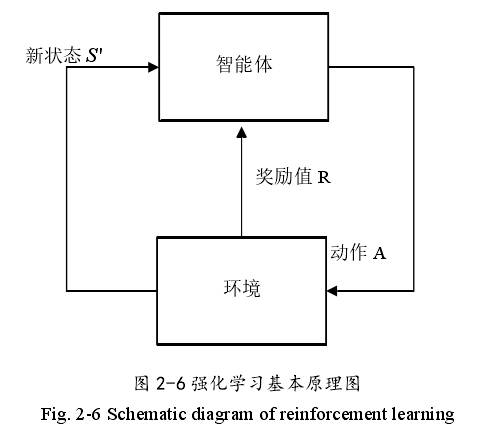 新状态 S'
智能体
奖励值 R
动作 A
环境
图 2-6 强化学习基本原理图
Fig. 2-6 Schematic diagram of reinforcement learning